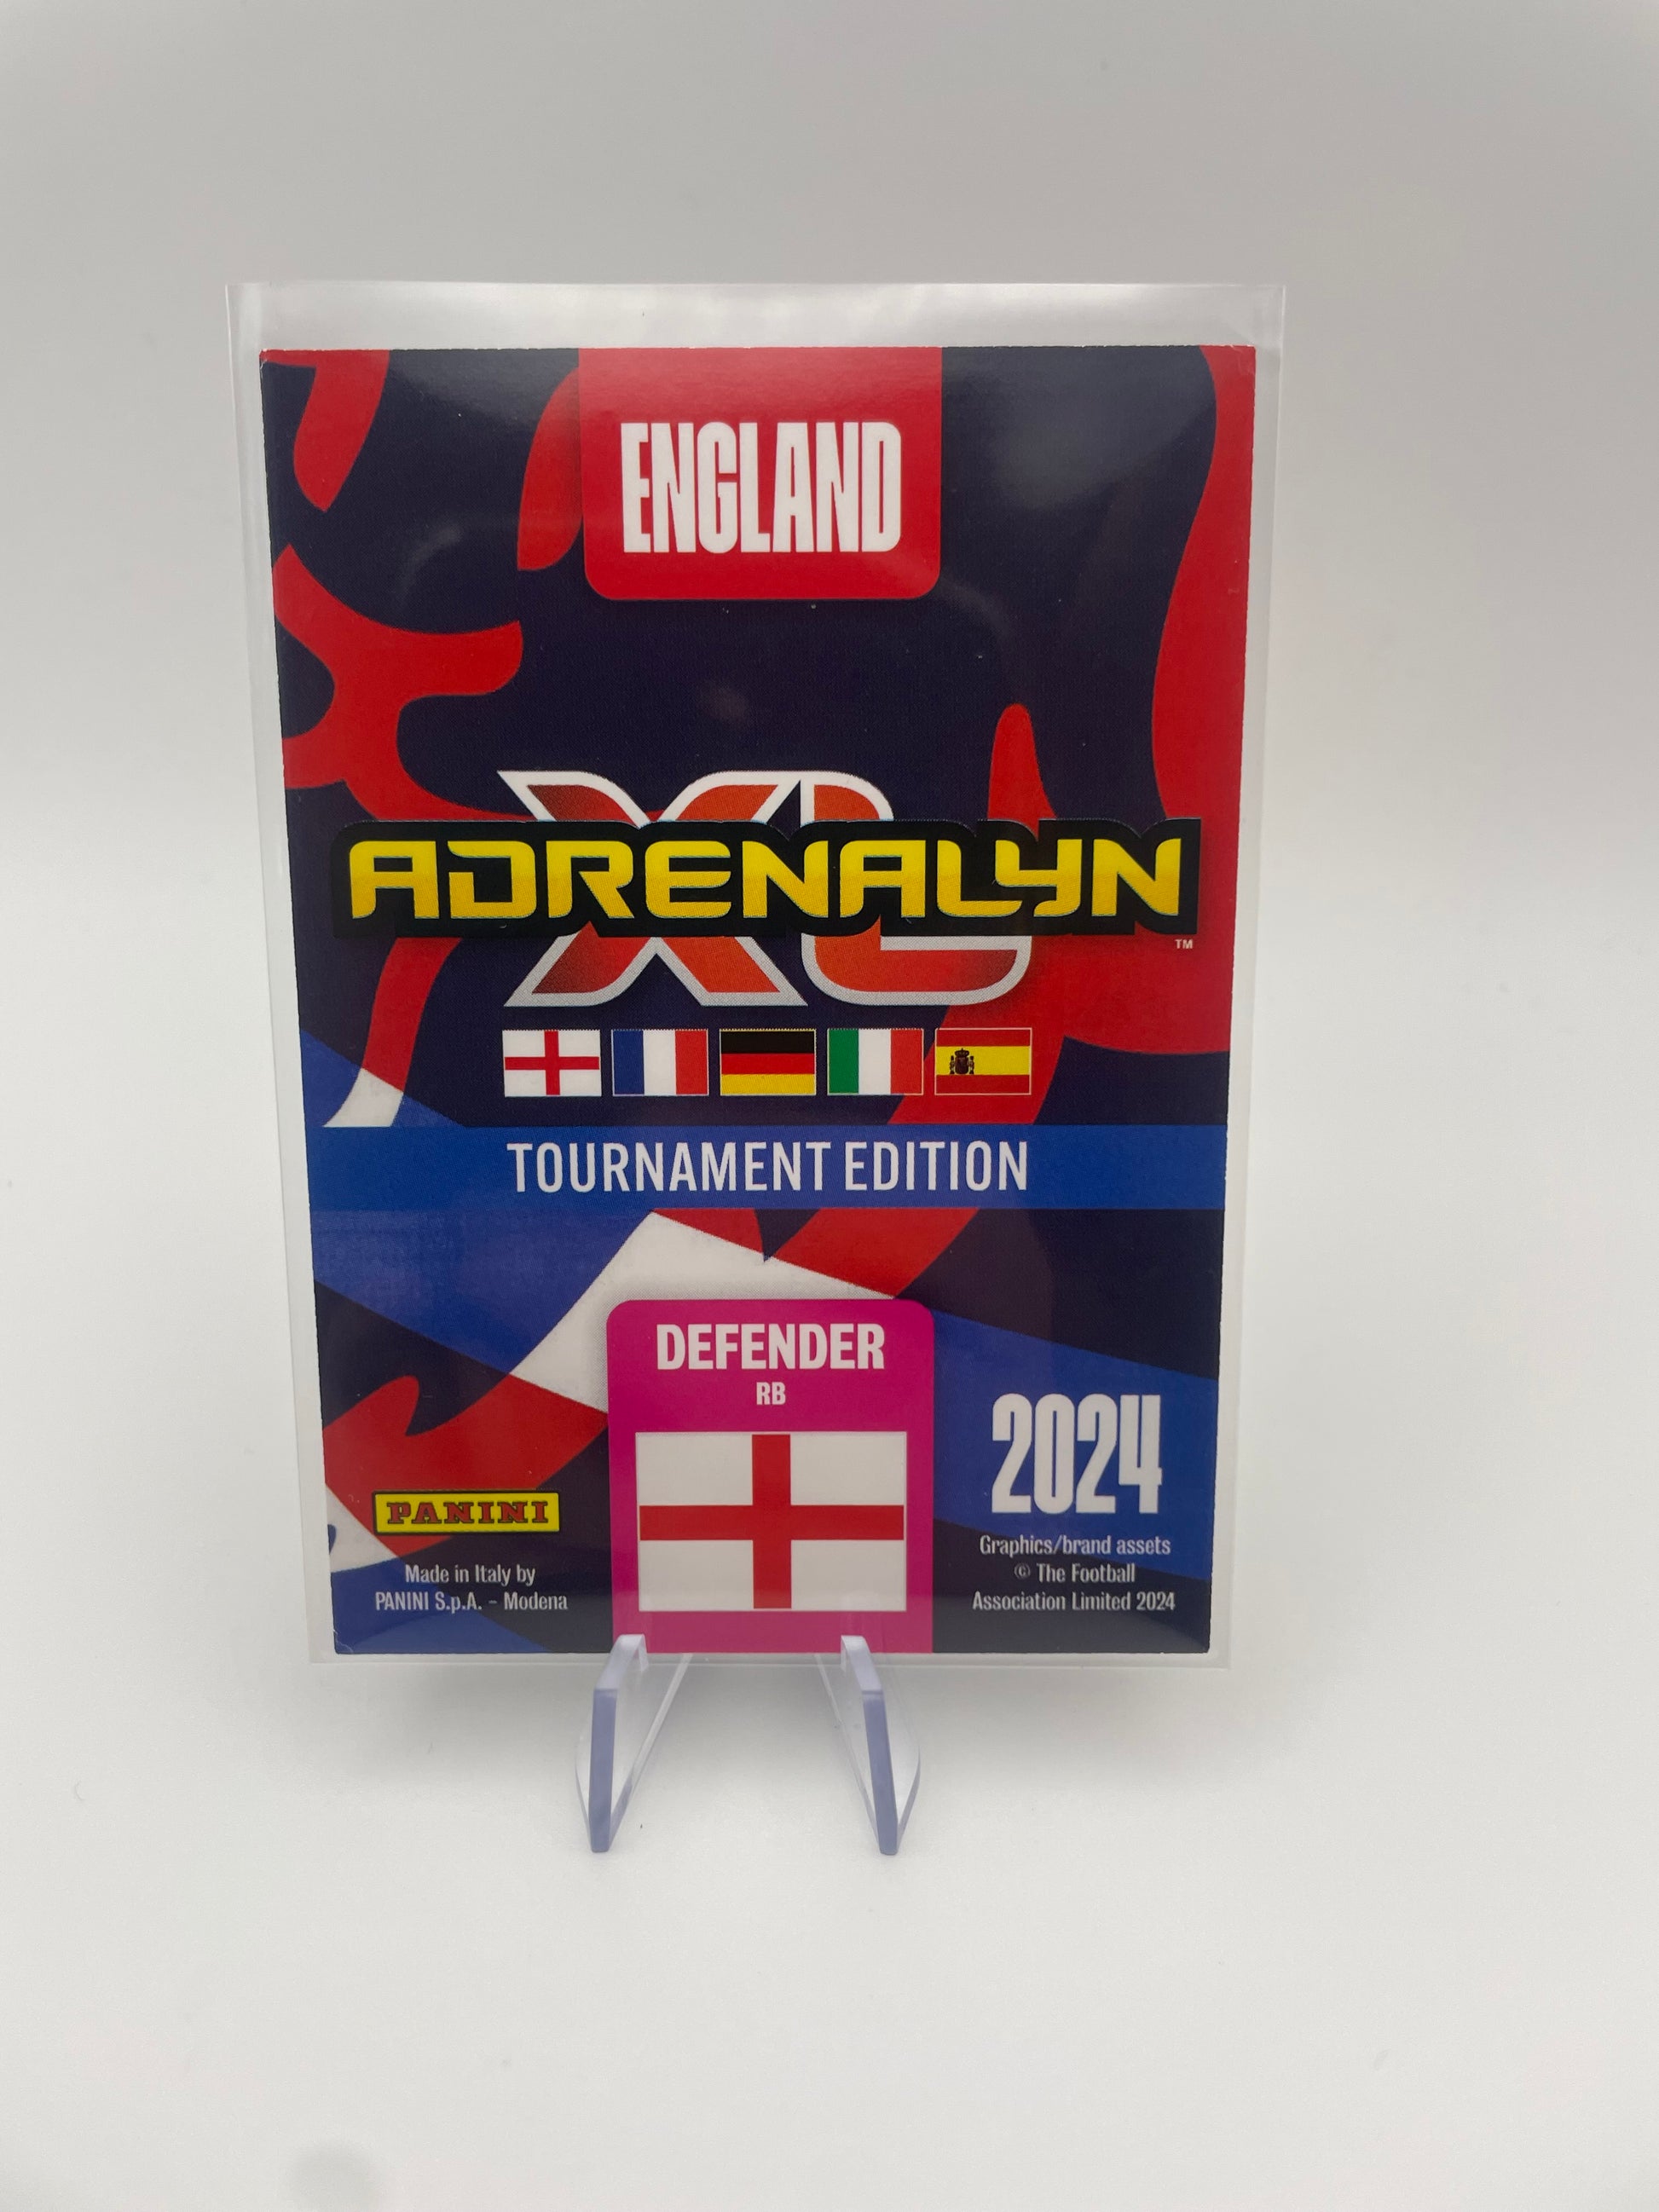 ENGLAND
XL
ADRENALYN
TM
TOURNAMENT EDITION
DEFENDER
RB
2024
PANINI
Graphics/brand assets
© The Football
Association Limited 2024
Made in Italy by
PANINI S.p.A. - Modena